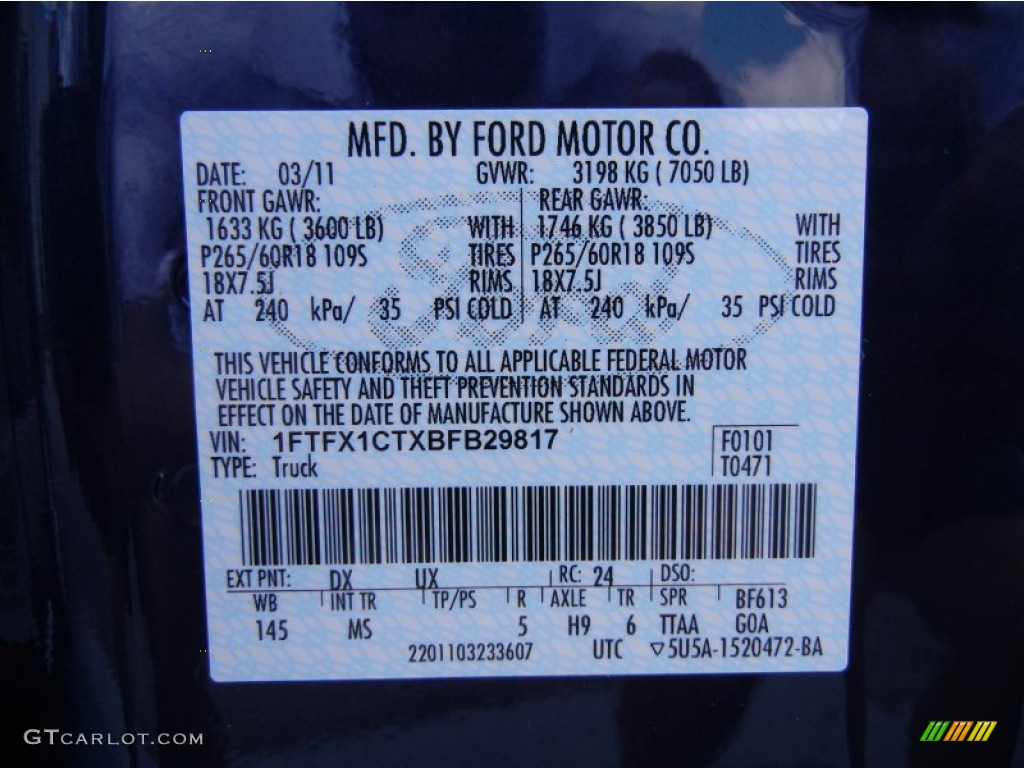 MFD. BY FORD MOTOR CO.
DATE: 03/11 GVWR: 3198 KG ( 7050 LB)
FRONT GAWR: REAR GAWR:
1633 KG ( 3600 LB) WITH 1746 KG ( 3850 LB) WITH
P265/60R18 109S TIRES P265/60R18 109S TIRES
18X7.5J RIMS 18X7.5J RIMS
AT 240 kPa/ 35 PSI COLD AT 240 kPa/ 35 PSI COLD
Ford
THIS VEHICLE CONFORMS TO ALL APPLICABLE FEDERAL MOTOR
VEHICLE SAFETY AND THEFT PREVENTION STANDARDS IN
EFFECT ON THE DATE OF MANUFACTURE SHOWN ABOVE.
VIN: 1FTFX1CTXBFB29817 F0101
TYPE: Truck T0471
EXT PNT: DX UX RC: 24 DSO:
WB INT TR TP/PS R AXLE TR SPR BF613
145 MS 5 H9 6 TTAA GOA
2201103233607 UTC ▽5U5A-1520472-BA
GTCARLOT.COM